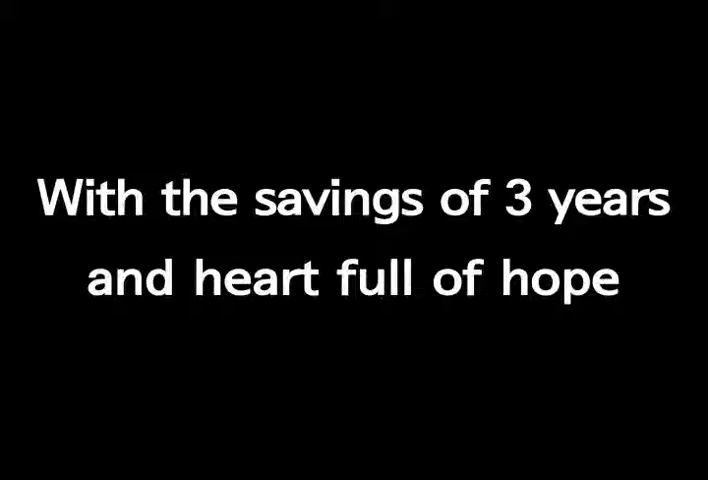 With the savings of 3 years
and heart full of hope